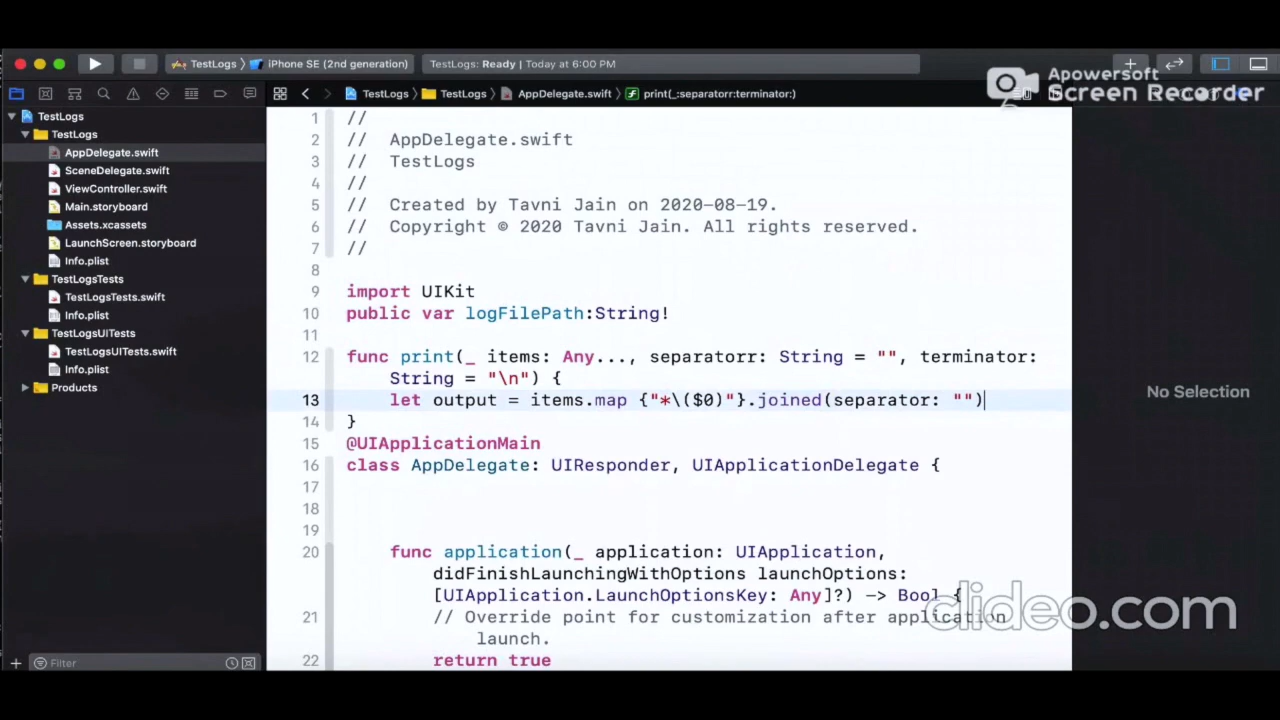 Apowersoft
Screen Recorder
TestLogs
iPhone SE (2nd generation)
TestLogs: Ready | Today at 6:00 PM
TestLogs
TestLogs
AppDelegate.swift
print(_:separatorr:terminator:)
TestLogs
TestLogs
AppDelegate.swift
SceneDelegate.swift
ViewController.swift
Main.storyboard
Assets.xcassets
LaunchScreen.storyboard
Info.plist
TestLogsTests
TestLogsTests.swift
Info.plist
TestLogsUITests
TestLogsUITests.swift
Info.plist
Products
Filter
1 //
2 // AppDelegate.swift
3 // TestLogs
4 //
5 // Created by Tavni Jain on 2020-08-19.
6 // Copyright © 2020 Tavni Jain. All rights reserved.
7 //
8
9 import UIKit
10 public var logFilePath:String!
11
12 func print(_ items: Any..., separatorr: String = "", terminator:
String = "\n") {
13 let output = items.map {"*\($0)"}.joined(separator: "")
14 }
15 @UIApplicationMain
16 class AppDelegate: UIResponder, UIApplicationDelegate {
17
18
19
20 func application(_ application: UIApplication,
didFinishLaunchingWithOptions launchOptions:
[UIApplication.LaunchOptionsKey: Any]?) -> Bool {
21 // Override point for customization after application
launch.
22 return true
No Selection
clideo.com